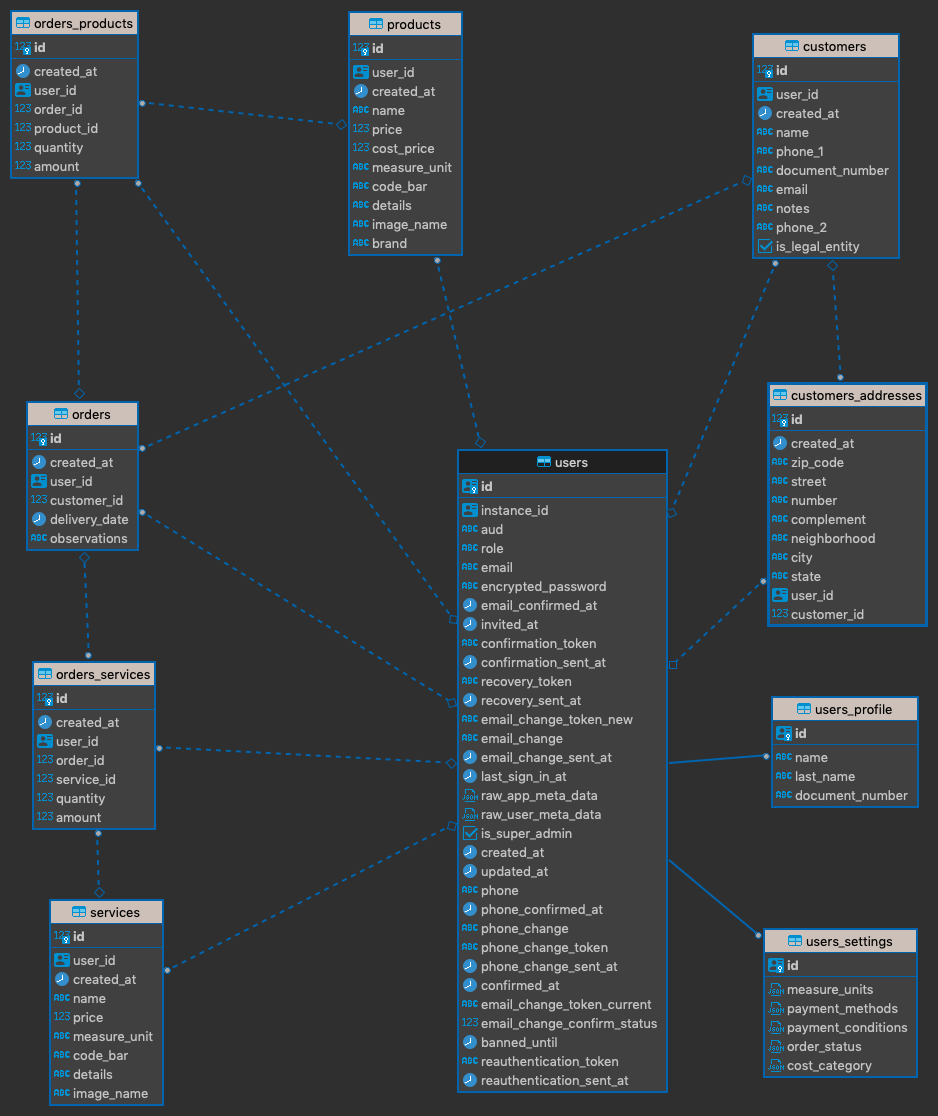 orders_products
id
created_at
user_id
order_id
product_id
quantity
amount
products
id
user_id
created_at
name
price
cost_price
measure_unit
code_bar
details
image_name
brand
customers
id
user_id
created_at
name
phone_1
document_number
email
notes
phone_2
is_legal_entity
orders
id
created_at
user_id
customer_id
delivery_date
observations
customers_addresses
id
created_at
zip_code
street
number
complement
neighborhood
city
state
user_id
customer_id
users
id
instance_id
aud
role
email
encrypted_password
email_confirmed_at
invited_at
confirmation_token
confirmation_sent_at
recovery_token
recovery_sent_at
email_change_token_new
email_change
email_change_sent_at
last_sign_in_at
raw_app_meta_data
raw_user_meta_data
is_super_admin
created_at
updated_at
phone
phone_confirmed_at
phone_change
phone_change_token
phone_change_sent_at
confirmed_at
email_change_token_current
email_change_confirm_status
banned_until
reauthentication_token
reauthentication_sent_at
orders_services
id
created_at
user_id
order_id
service_id
quantity
amount
users_profile
id
name
last_name
document_number
services
id
user_id
created_at
name
price
measure_unit
code_bar
details
image_name
users_settings
id
measure_units
payment_methods
payment_conditions
order_status
cost_category